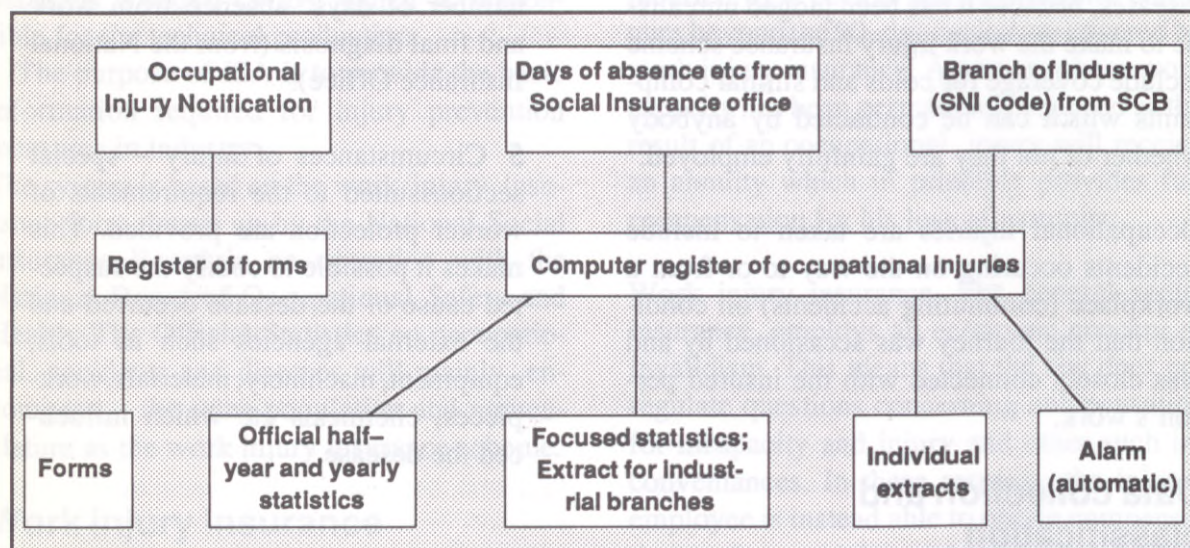 Occupational
Injury Notification
Days of absence etc from
Social Insurance office
Branch of Industry
(SNI code) from SCB
Register of forms
Computer register of occupational injuries
Forms
Official half–
year and yearly
statistics
Focused statistics;
Extract for indust-
rial branches
Individual
extracts
Alarm
(automatic)